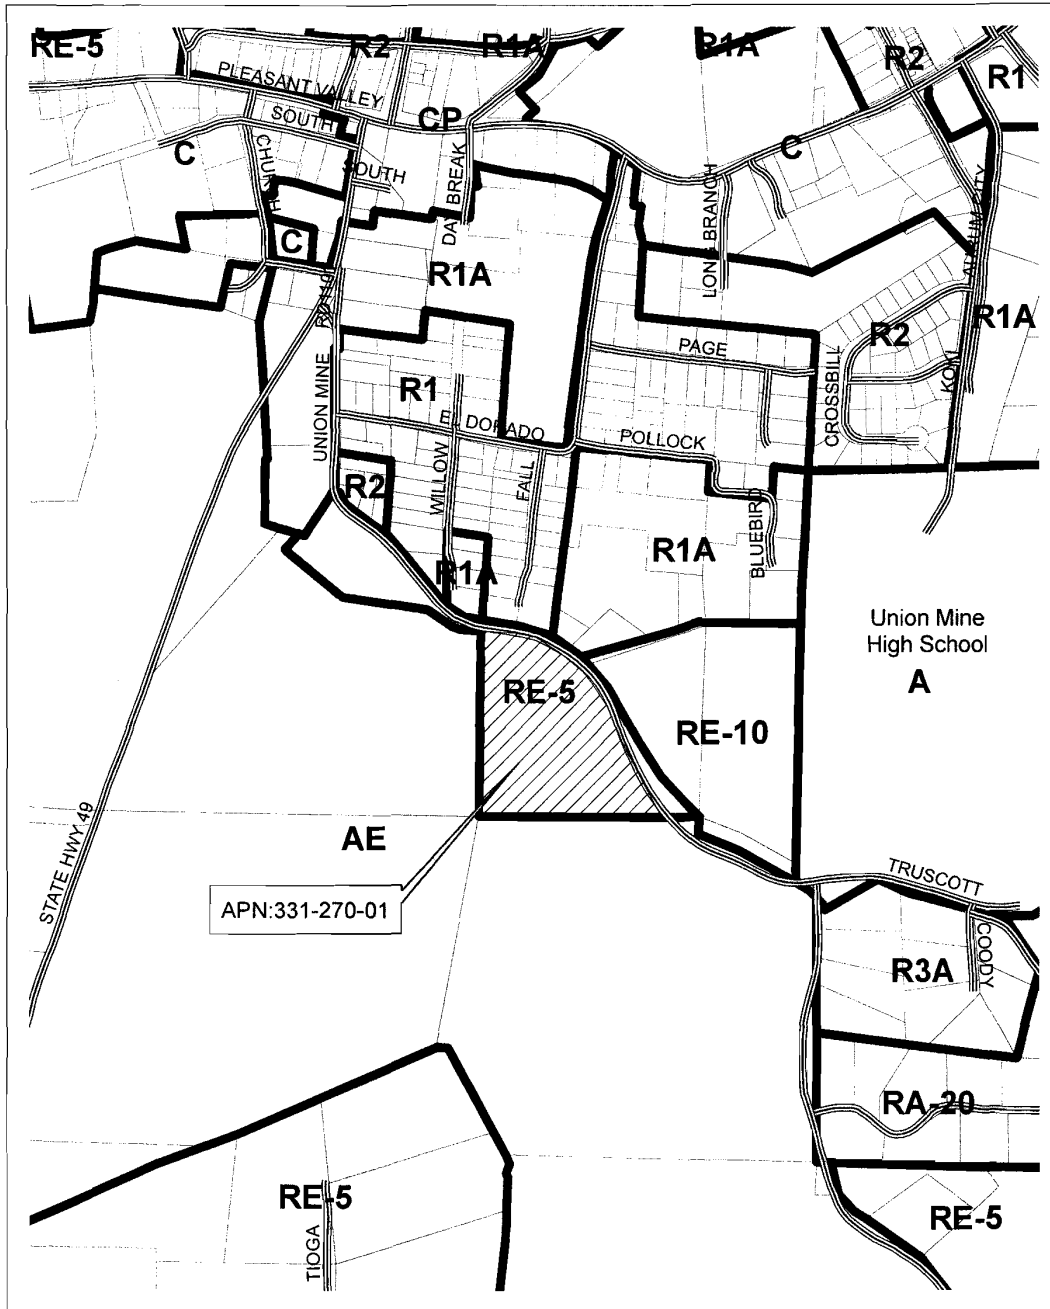 RE-5
R2
R1A
R1A
R2
R1
PLEASANT VALLEY
SOUTH
CP
C
C
CHURCH
SOUTH
DAY BREAK
LONG BRANCH
C
R1A
R1A
R2
PAGE
CROSSBILL
KOKI
UNION MINE
R1
EL DORADO
POLLOCK
WILLOW
FALL
R2
BLUEBIRD
R1A
R1A
Union Mine
High School
A
RE-5
RE-10
STATE HWY 49
AE
APN:331-270-01
TRUSCOTT
COODY
R3A
RA-20
RE-5
TIOGA
RE-5